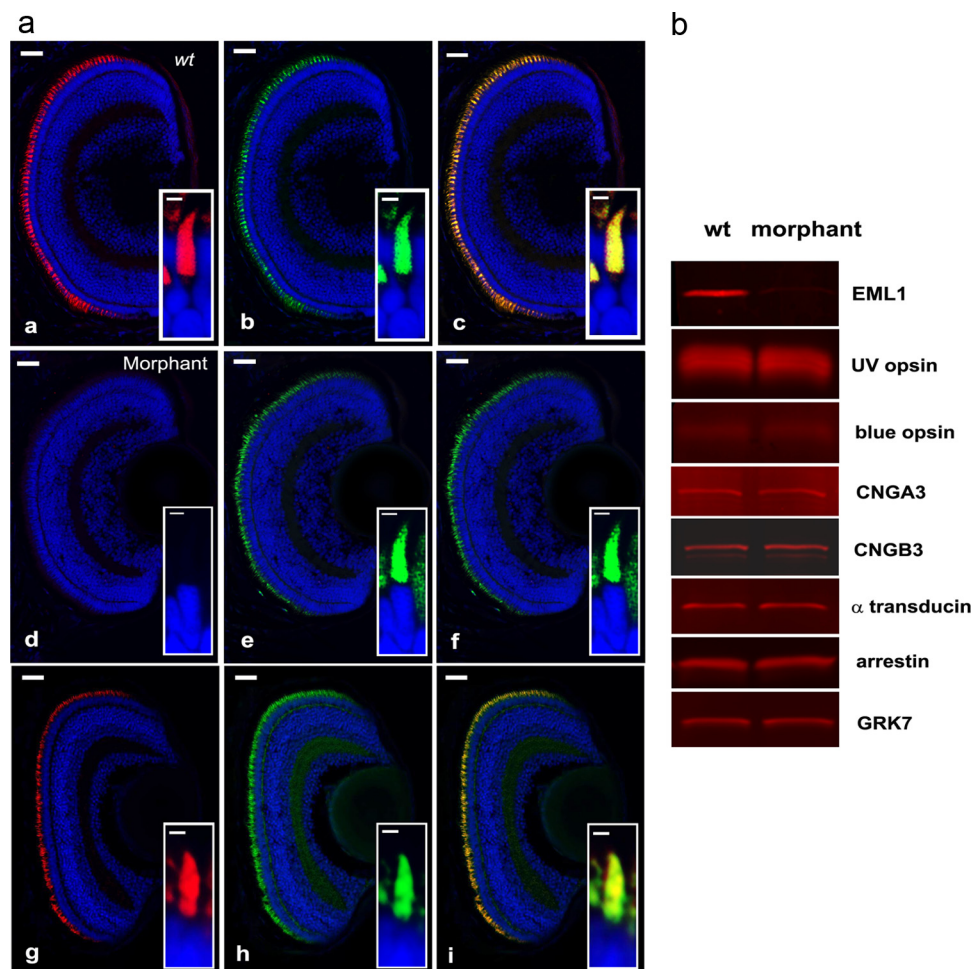 a
b
wt
a
b
c
Morphant
d
e
f
g
h
i
wt morphant
EML1
UV opsin
blue opsin
CNGA3
CNGB3
α transducin
arrestin
GRK7